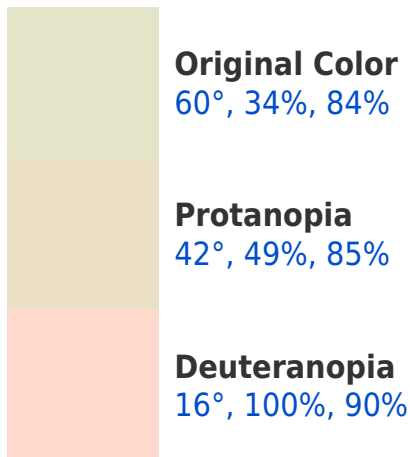 Original Color
60°, 34%, 84%
Protanopia
42°, 49%, 85%
Deuteranopia
16°, 100%, 90%